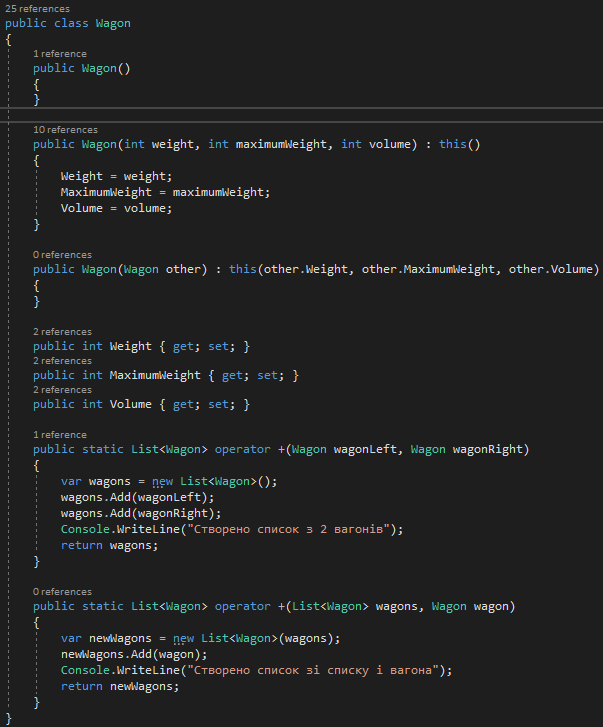 25 references
public class Wagon
{
1 reference
public Wagon()
{
}
10 references
public Wagon(int weight, int maximumWeight, int volume) : this()
{
Weight = weight;
MaximumWeight = maximumWeight;
Volume = volume;
}
0 references
public Wagon(Wagon other) : this(other.Weight, other.MaximumWeight, other.Volume)
{
}
2 references
public int Weight { get; set; }
2 references
public int MaximumWeight { get; set; }
2 references
public int Volume { get; set; }
1 reference
public static List<Wagon> operator +(Wagon wagonLeft, Wagon wagonRight)
{
var wagons = new List<Wagon>();
wagons.Add(wagonLeft);
wagons.Add(wagonRight);
Console.WriteLine("Створено список з 2 вагонів");
return wagons;
}
0 references
public static List<Wagon> operator +(List<Wagon> wagons, Wagon wagon)
{
var newWagons = new List<Wagon>(wagons);
newWagons.Add(wagon);
Console.WriteLine("Створено список зі списку і вагона");
return newWagons;
}
}